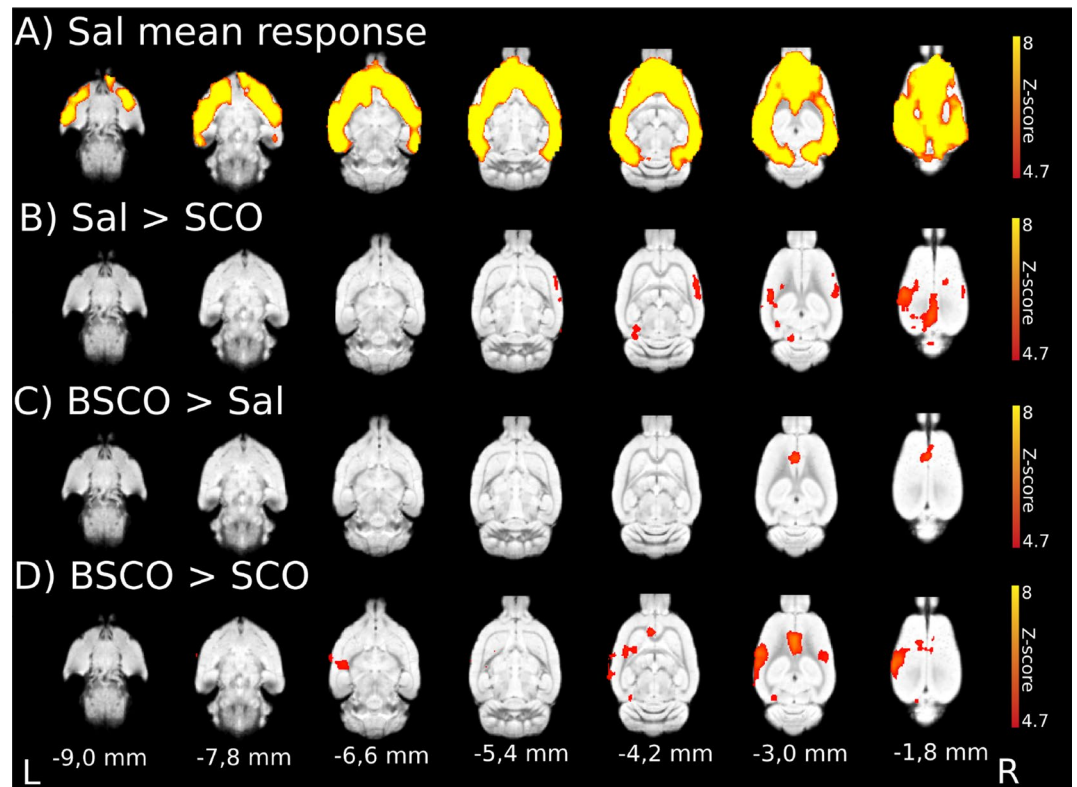 A) Sal mean response
8
Z-score
4.7
B) Sal > SCO
8
Z-score
4.7
C) BSCO > Sal
8
Z-score
4.7
D) BSCO > SCO
8
Z-score
4.7
-9,0 mm -7,8 mm -6,6 mm -5,4 mm -4,2 mm -3,0 mm -1,8 mm
L R